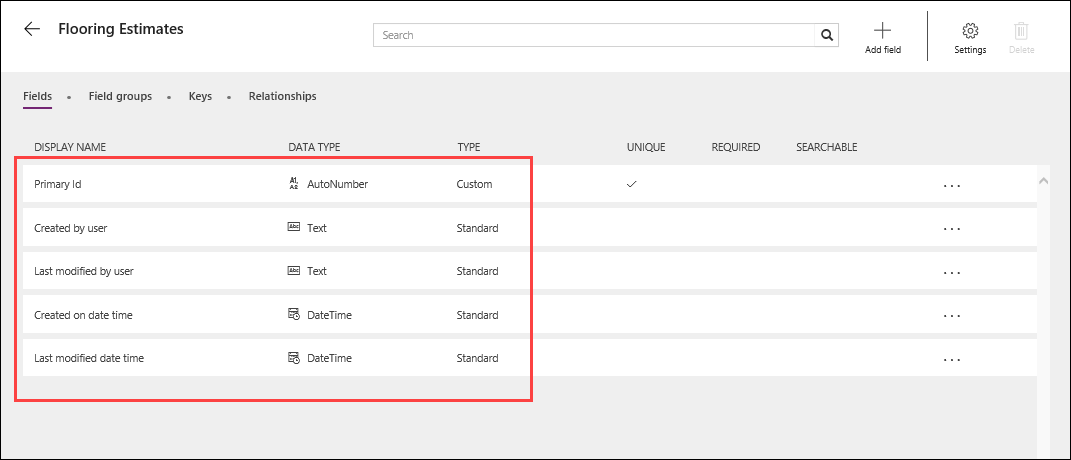 Flooring Estimates
Search
Add field
Settings
Delete
Fields • Field groups • Keys • Relationships
DISPLAY NAME DATA TYPE TYPE UNIQUE REQUIRED SEARCHABLE
Primary Id AutoNumber Custom ...
Created by user Abc Text Standard ...
Last modified by user Abc Text Standard ...
Created on date time DateTime Standard ...
Last modified date time DateTime Standard ...